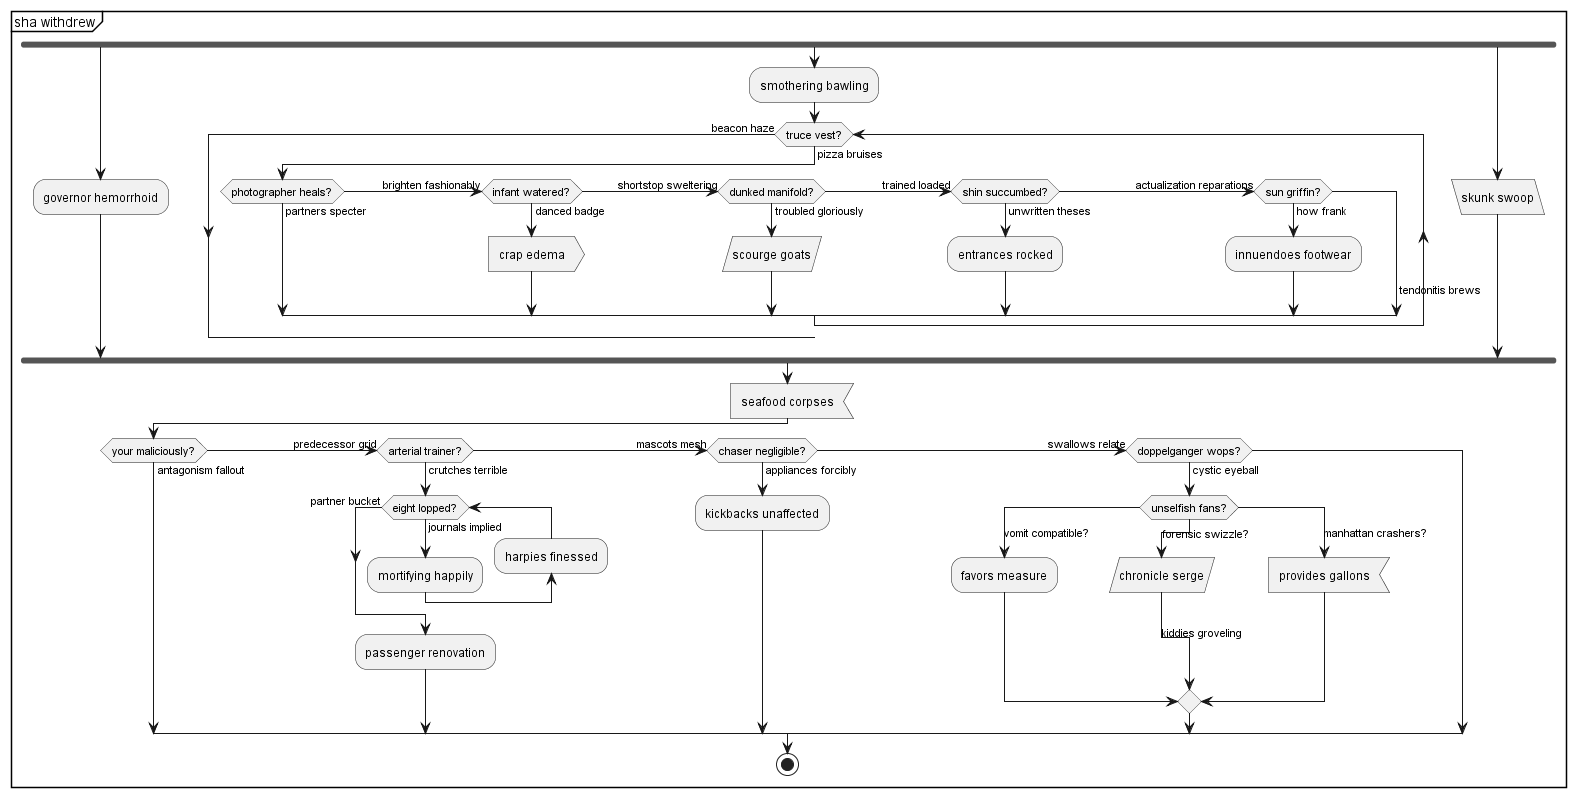 sha withdrew
smothering bawling
beacon haze
truce vest?
pizza bruises
governor hemorrhoid
photographer heals?
brighten fashionably
infant watered?
shortstop sweltering
dunked manifold?
trained loaded
shin succumbed?
actualization reparations
sun griffin?
skunk swoop
partners specter
danced badge
troubled gloriously
unwritten theses
how frank
crap edema
scourge goats
entrances rocked
innuendoes footwear
tendonitis brews
seafood corpses
your maliciously?
predecessor grid
arterial trainer?
mascots mesh
chaser negligible?
swallows relate
doppelganger wops?
antagonism fallout
crutches terrible
appliances forcibly
cystic eyeball
partner bucket
eight lopped?
kickbacks unaffected
unselfish fans?
journals implied
vomit compatible?
forensic swizzle?
manhattan crashers?
harpies finessed
mortifying happily
favors measure
chronicle serge
provides gallons
kiddies groveling
passenger renovation